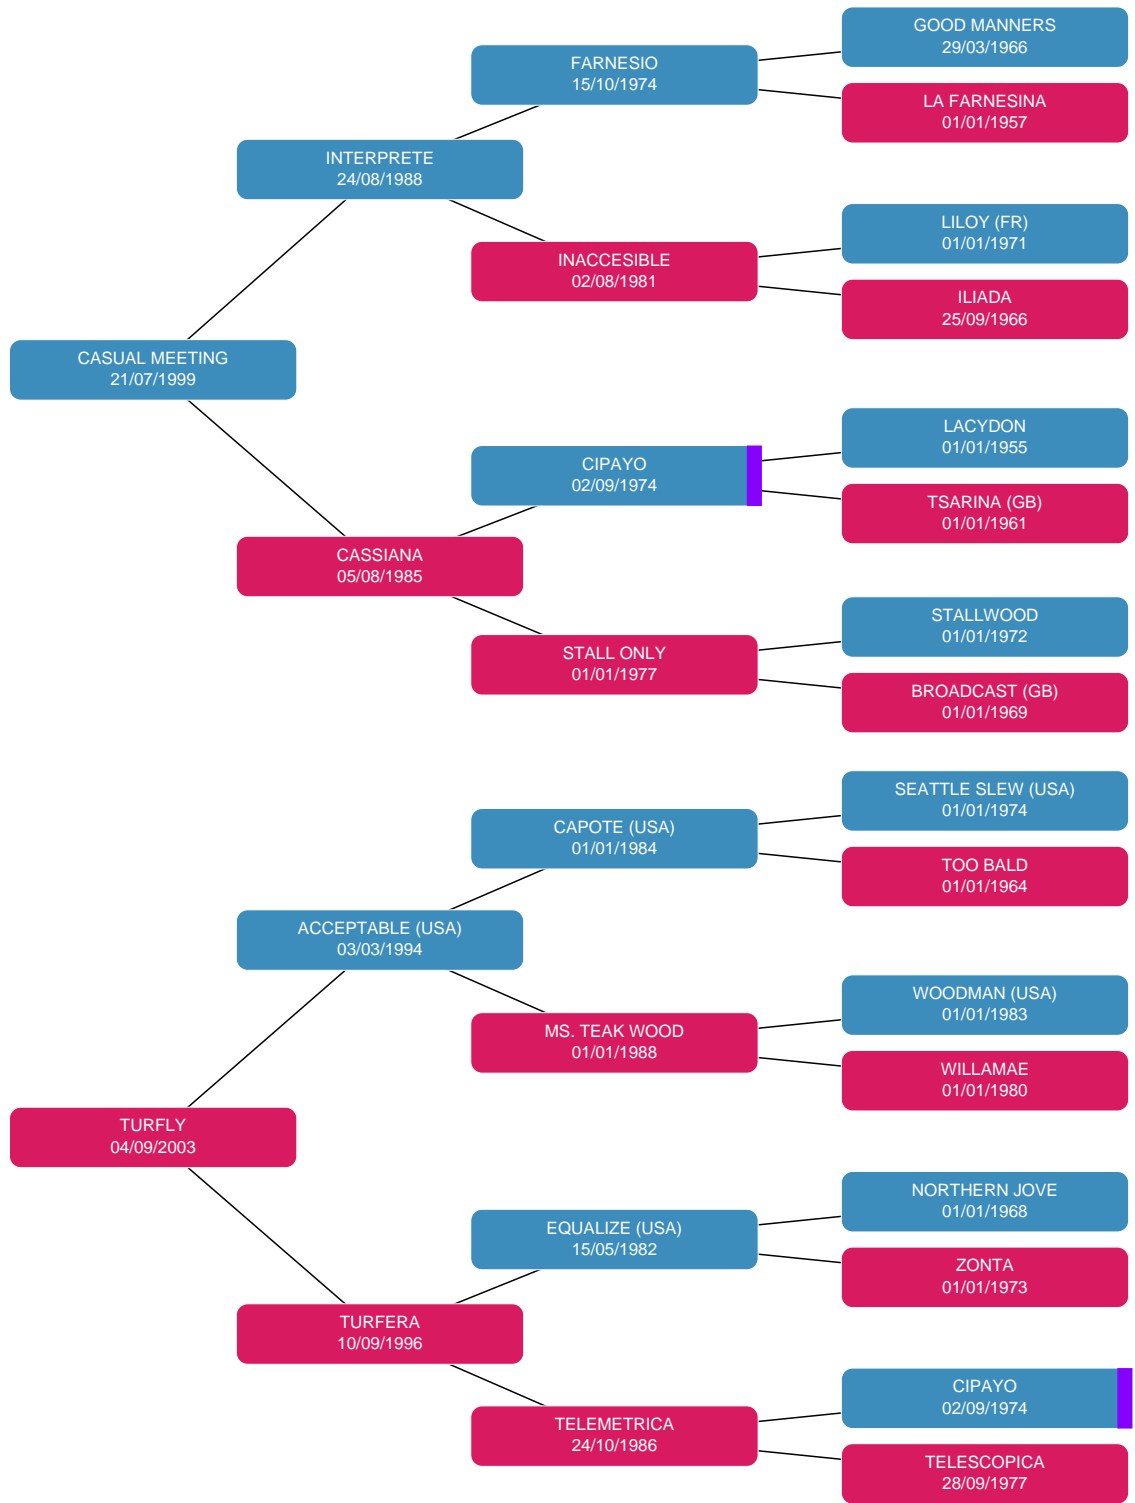 GOOD MANNERS
29/03/1966
FARNESIO
15/10/1974
LA FARNESINA
01/01/1957
INTERPRETE
24/08/1988
LILOY (FR)
01/01/1971
INACCESIBLE
02/08/1981
ILIADA
25/09/1966
CASUAL MEETING
21/07/1999
LACYDON
01/01/1955
CIPAYO
02/09/1974
TSARINA (GB)
01/01/1961
CASSIANA
05/08/1985
STALLWOOD
01/01/1972
STALL ONLY
01/01/1977
BROADCAST (GB)
01/01/1969
SEATTLE SLEW (USA)
01/01/1974
CAPOTE (USA)
01/01/1984
TOO BALD
01/01/1964
ACCEPTABLE (USA)
03/03/1994
WOODMAN (USA)
01/01/1983
MS. TEAK WOOD
01/01/1988
WILLAMAE
01/01/1980
TURFLY
04/09/2003
NORTHERN JOVE
01/01/1968
EQUALIZE (USA)
15/05/1982
ZONTA
01/01/1973
TURFERA
10/09/1996
CIPAYO
02/09/1974
TELEMETRICA
24/10/1986
TELESCOPICA
28/09/1977